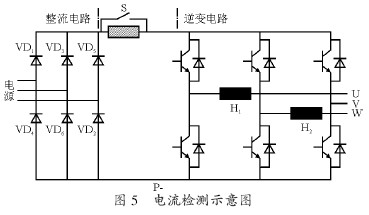 整流电路 S 逆变电路
VD₁ VD₃ VD₅
电源
U
V
W
H₁
H₂
VD₄ VD₆ VD₂
P-
图 5 电流检测示意图